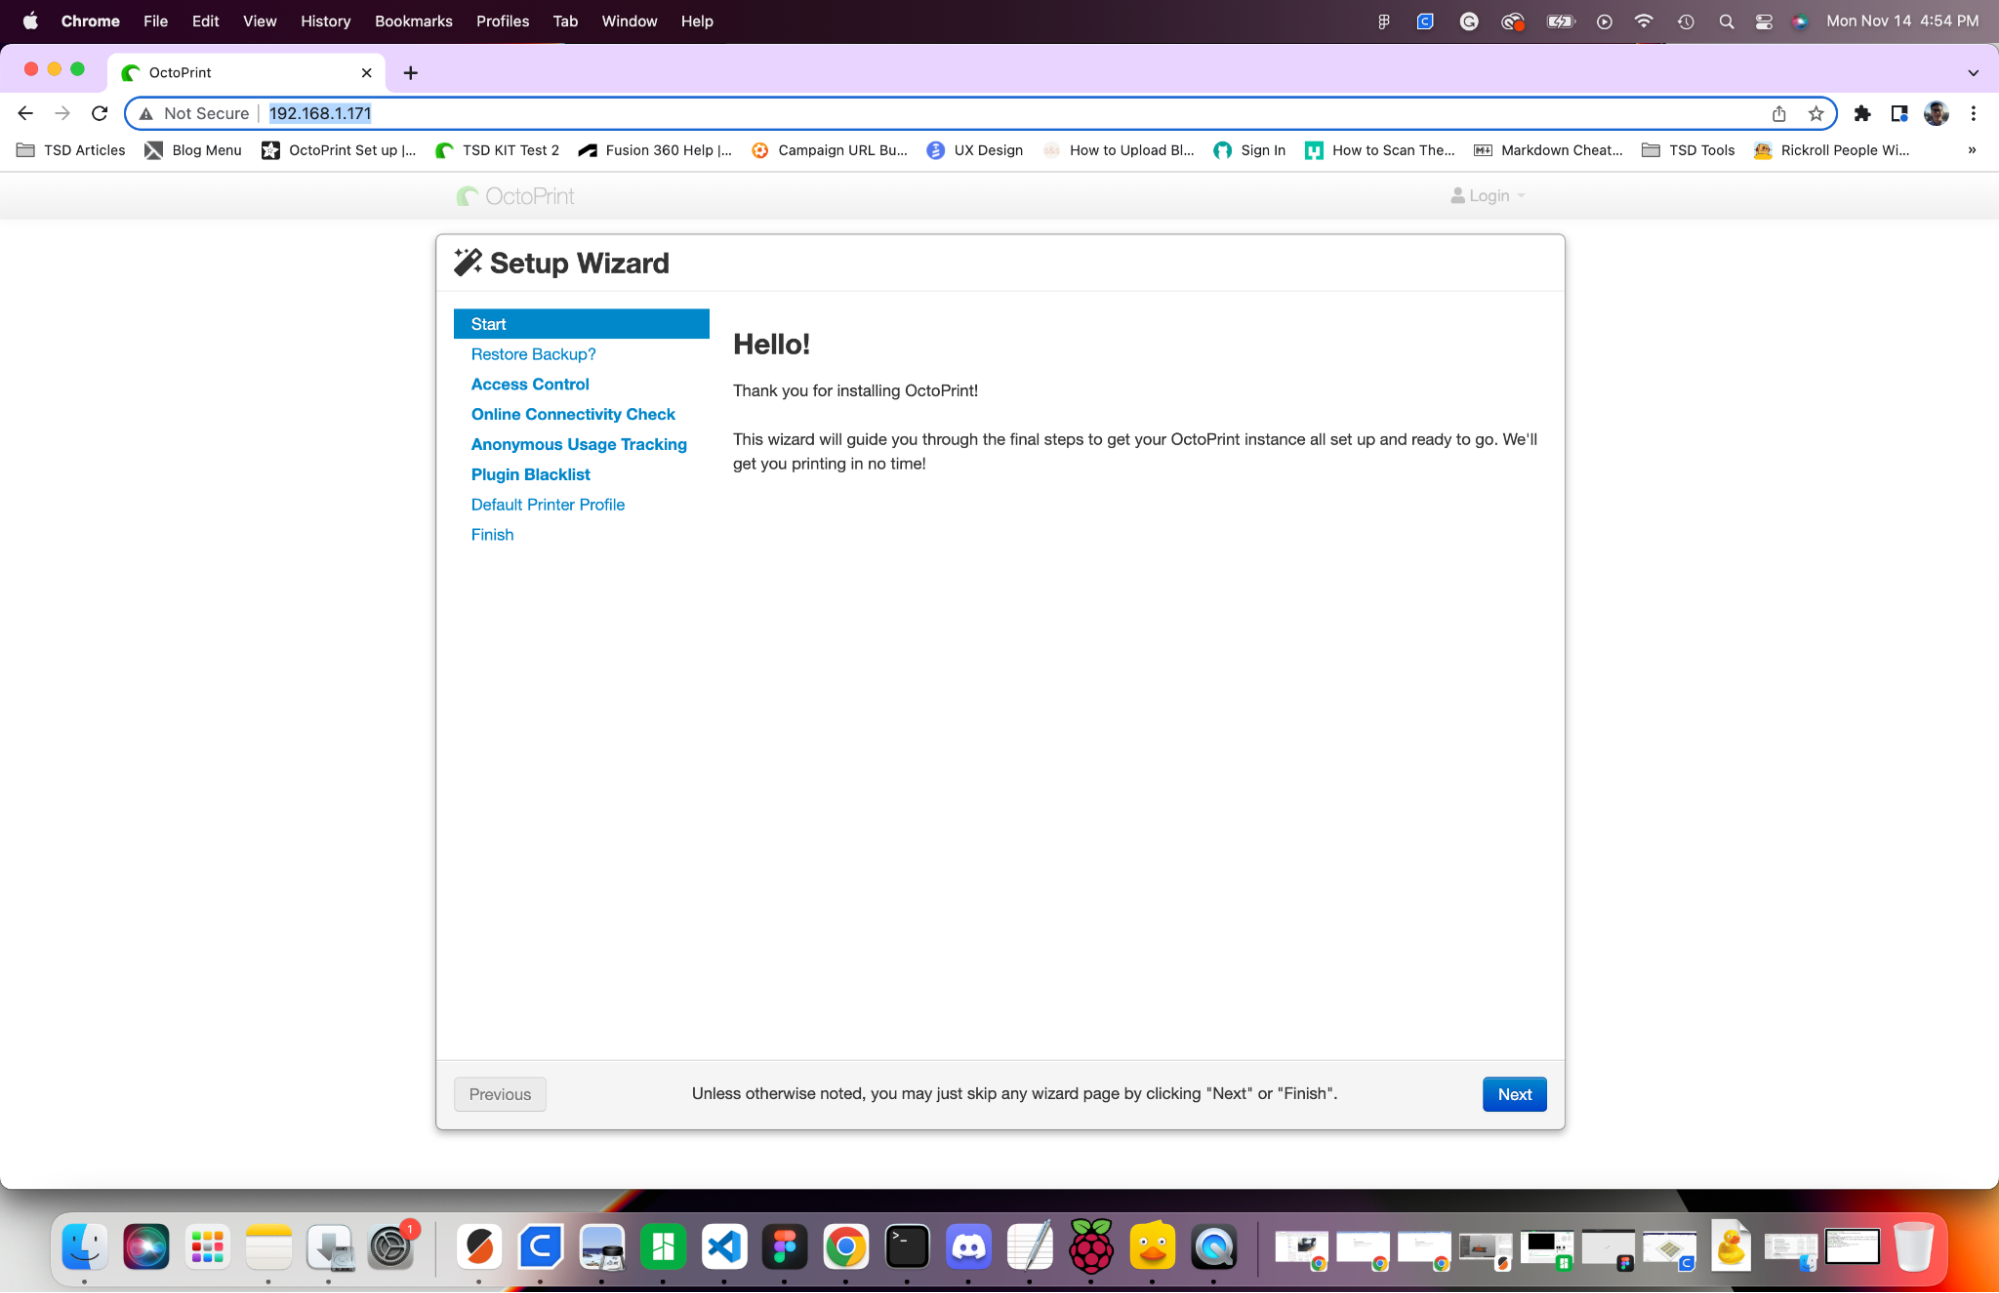 Chrome File Edit View History Bookmarks Profiles Tab Window Help Mon Nov 14 4:54 PM
OctoPrint
Not Secure 192.168.1.171
TSD Articles Blog Menu OctoPrint Set up |... TSD KIT Test 2 Fusion 360 Help |... Campaign URL Bu... UX Design How to Upload Bl... Sign In How to Scan The... Markdown Cheat... TSD Tools Rickroll People Wi... »
OctoPrint Login
Setup Wizard
Start
Restore Backup?
Access Control
Online Connectivity Check
Anonymous Usage Tracking
Plugin Blacklist
Default Printer Profile
Finish
Hello!
Thank you for installing OctoPrint!
This wizard will guide you through the final steps to get your OctoPrint instance all set up and ready to go. We'll
get you printing in no time!
Previous Unless otherwise noted, you may just skip any wizard page by clicking "Next" or "Finish". Next
1